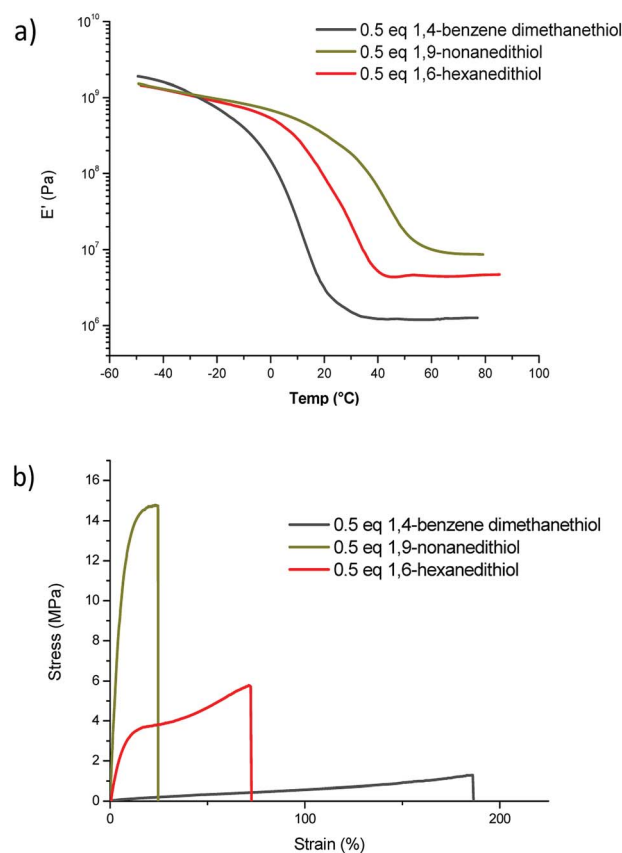 a)
0.5 eq 1,4-benzene dimethanethiol
0.5 eq 1,9-nonanedithiol
0.5 eq 1,6-hexanedithiol
10^10
10^9
10^8
10^7
10^6
E' (Pa)
-60 -40 -20 0 20 40 60 80 100
Temp (°C)
b)
0.5 eq 1,4-benzene dimethanethiol
0.5 eq 1,9-nonanedithiol
0.5 eq 1,6-hexanedithiol
16
14
12
10
8
6
4
2
0
Stress (MPa)
0 100 200
Strain (%)